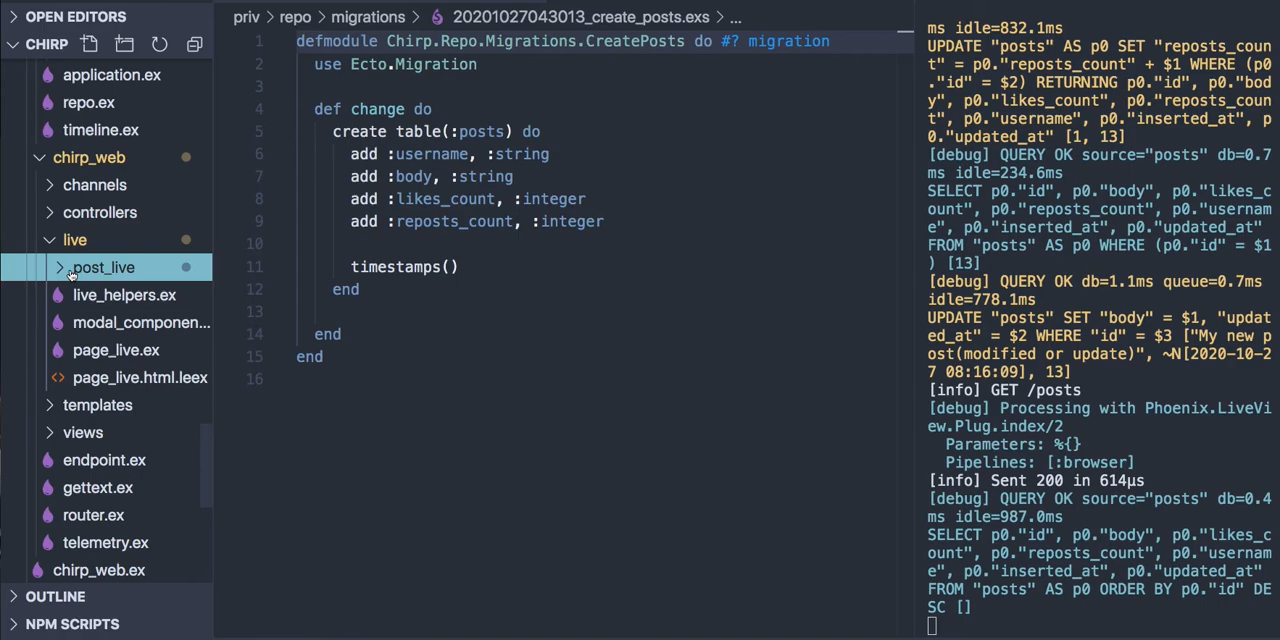 OPEN EDITORS
CHIRP
application.ex
repo.ex
timeline.ex
chirp_web
channels
controllers
live
post_live
live_helpers.ex
modal_componen...
page_live.ex
page_live.html.leex
templates
views
endpoint.ex
gettext.ex
router.ex
telemetry.ex
chirp_web.ex
OUTLINE
NPM SCRIPTS
priv > repo > migrations > 20201027043013_create_posts.exs > ...
1 defmodule Chirp.Repo.Migrations.CreatePosts do #? migration
2 use Ecto.Migration
3
4 def change do
5 create table(:posts) do
6 add :username, :string
7 add :body, :string
8 add :likes_count, :integer
9 add :reposts_count, :integer
10
11 timestamps()
12 end
13
14 end
15 end
16
ms idle=832.1ms
UPDATE "posts" AS p0 SET "reposts_coun
t" = p0."reposts_count" + $1 WHERE (p0
."id" = $2) RETURNING p0."id", p0."bod
y", p0."likes_count", p0."reposts_coun
t", p0."username", p0."inserted_at", p
0."updated_at" [1, 13]
[debug] QUERY OK source="posts" db=0.7
ms idle=234.6ms
SELECT p0."id", p0."body", p0."likes_c
ount", p0."reposts_count", p0."usernam
e", p0."inserted_at", p0."updated_at"
FROM "posts" AS p0 WHERE (p0."id" = $1
) [13]
[debug] QUERY OK db=1.1ms queue=0.7ms
idle=778.1ms
UPDATE "posts" SET "body" = $1, "updat
ed_at" = $2 WHERE "id" = $3 ["My new p
ost(modified or update)", ~N[2020-10-2
7 08:16:09], 13]
[info] GET /posts
[debug] Processing with Phoenix.LiveVi
ew.Plug.index/2
Parameters: %{}
Pipelines: [:browser]
[info] Sent 200 in 614µs
[debug] QUERY OK source="posts" db=0.4
ms idle=987.0ms
SELECT p0."id", p0."body", p0."likes_c
ount", p0."reposts_count", p0."usernam
e", p0."inserted_at", p0."updated_at"
FROM "posts" AS p0 ORDER BY p0."id" DE
SC []